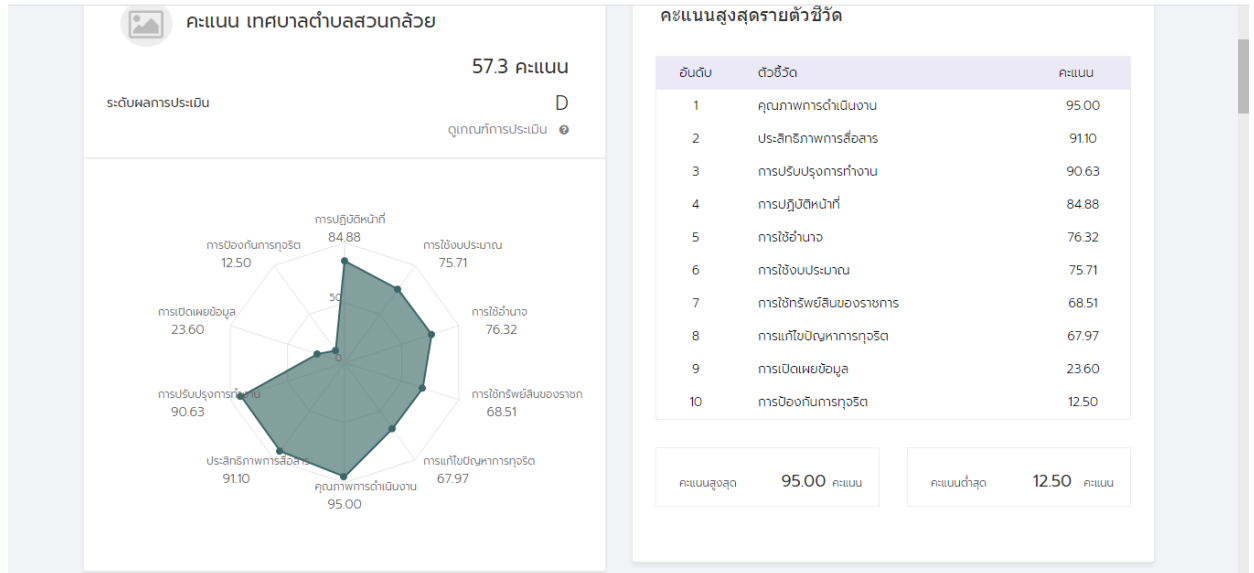 คะแนน เทศบาลตำบลสวนกล้วย
57.3 คะแนน
ระดับผลการประเมิน D
ดูเกณฑ์การประเมิน
การปฏิบัติหน้าที่
84.88
การป้องกันการทุจริต
12.50
การใช้งบประมาณ
75.71
50
การเปิดเผยข้อมูล
23.60
การใช้อำนาจ
76.32
0
การปรับปรุงการทำงาน
90.63
การใช้ทรัพย์สินของราชก
68.51
ประสิทธิภาพการสื่อสาร
91.10
การแก้ไขปัญหาการทุจริต
67.97
คุณภาพการดำเนินงาน
95.00
คะแนนสูงสุดรายตัวชี้วัด
อันดับ ตัวชี้วัด คะแนน
1 คุณภาพการดำเนินงาน 95.00
2 ประสิทธิภาพการสื่อสาร 91.10
3 การปรับปรุงการทำงาน 90.63
4 การปฏิบัติหน้าที่ 84.88
5 การใช้อำนาจ 76.32
6 การใช้งบประมาณ 75.71
7 การใช้ทรัพย์สินของราชการ 68.51
8 การแก้ไขปัญหาการทุจริต 67.97
9 การเปิดเผยข้อมูล 23.60
10 การป้องกันการทุจริต 12.50
คะแนนสูงสุด 95.00 คะแนน
คะแนนต่ำสุด 12.50 คะแนน